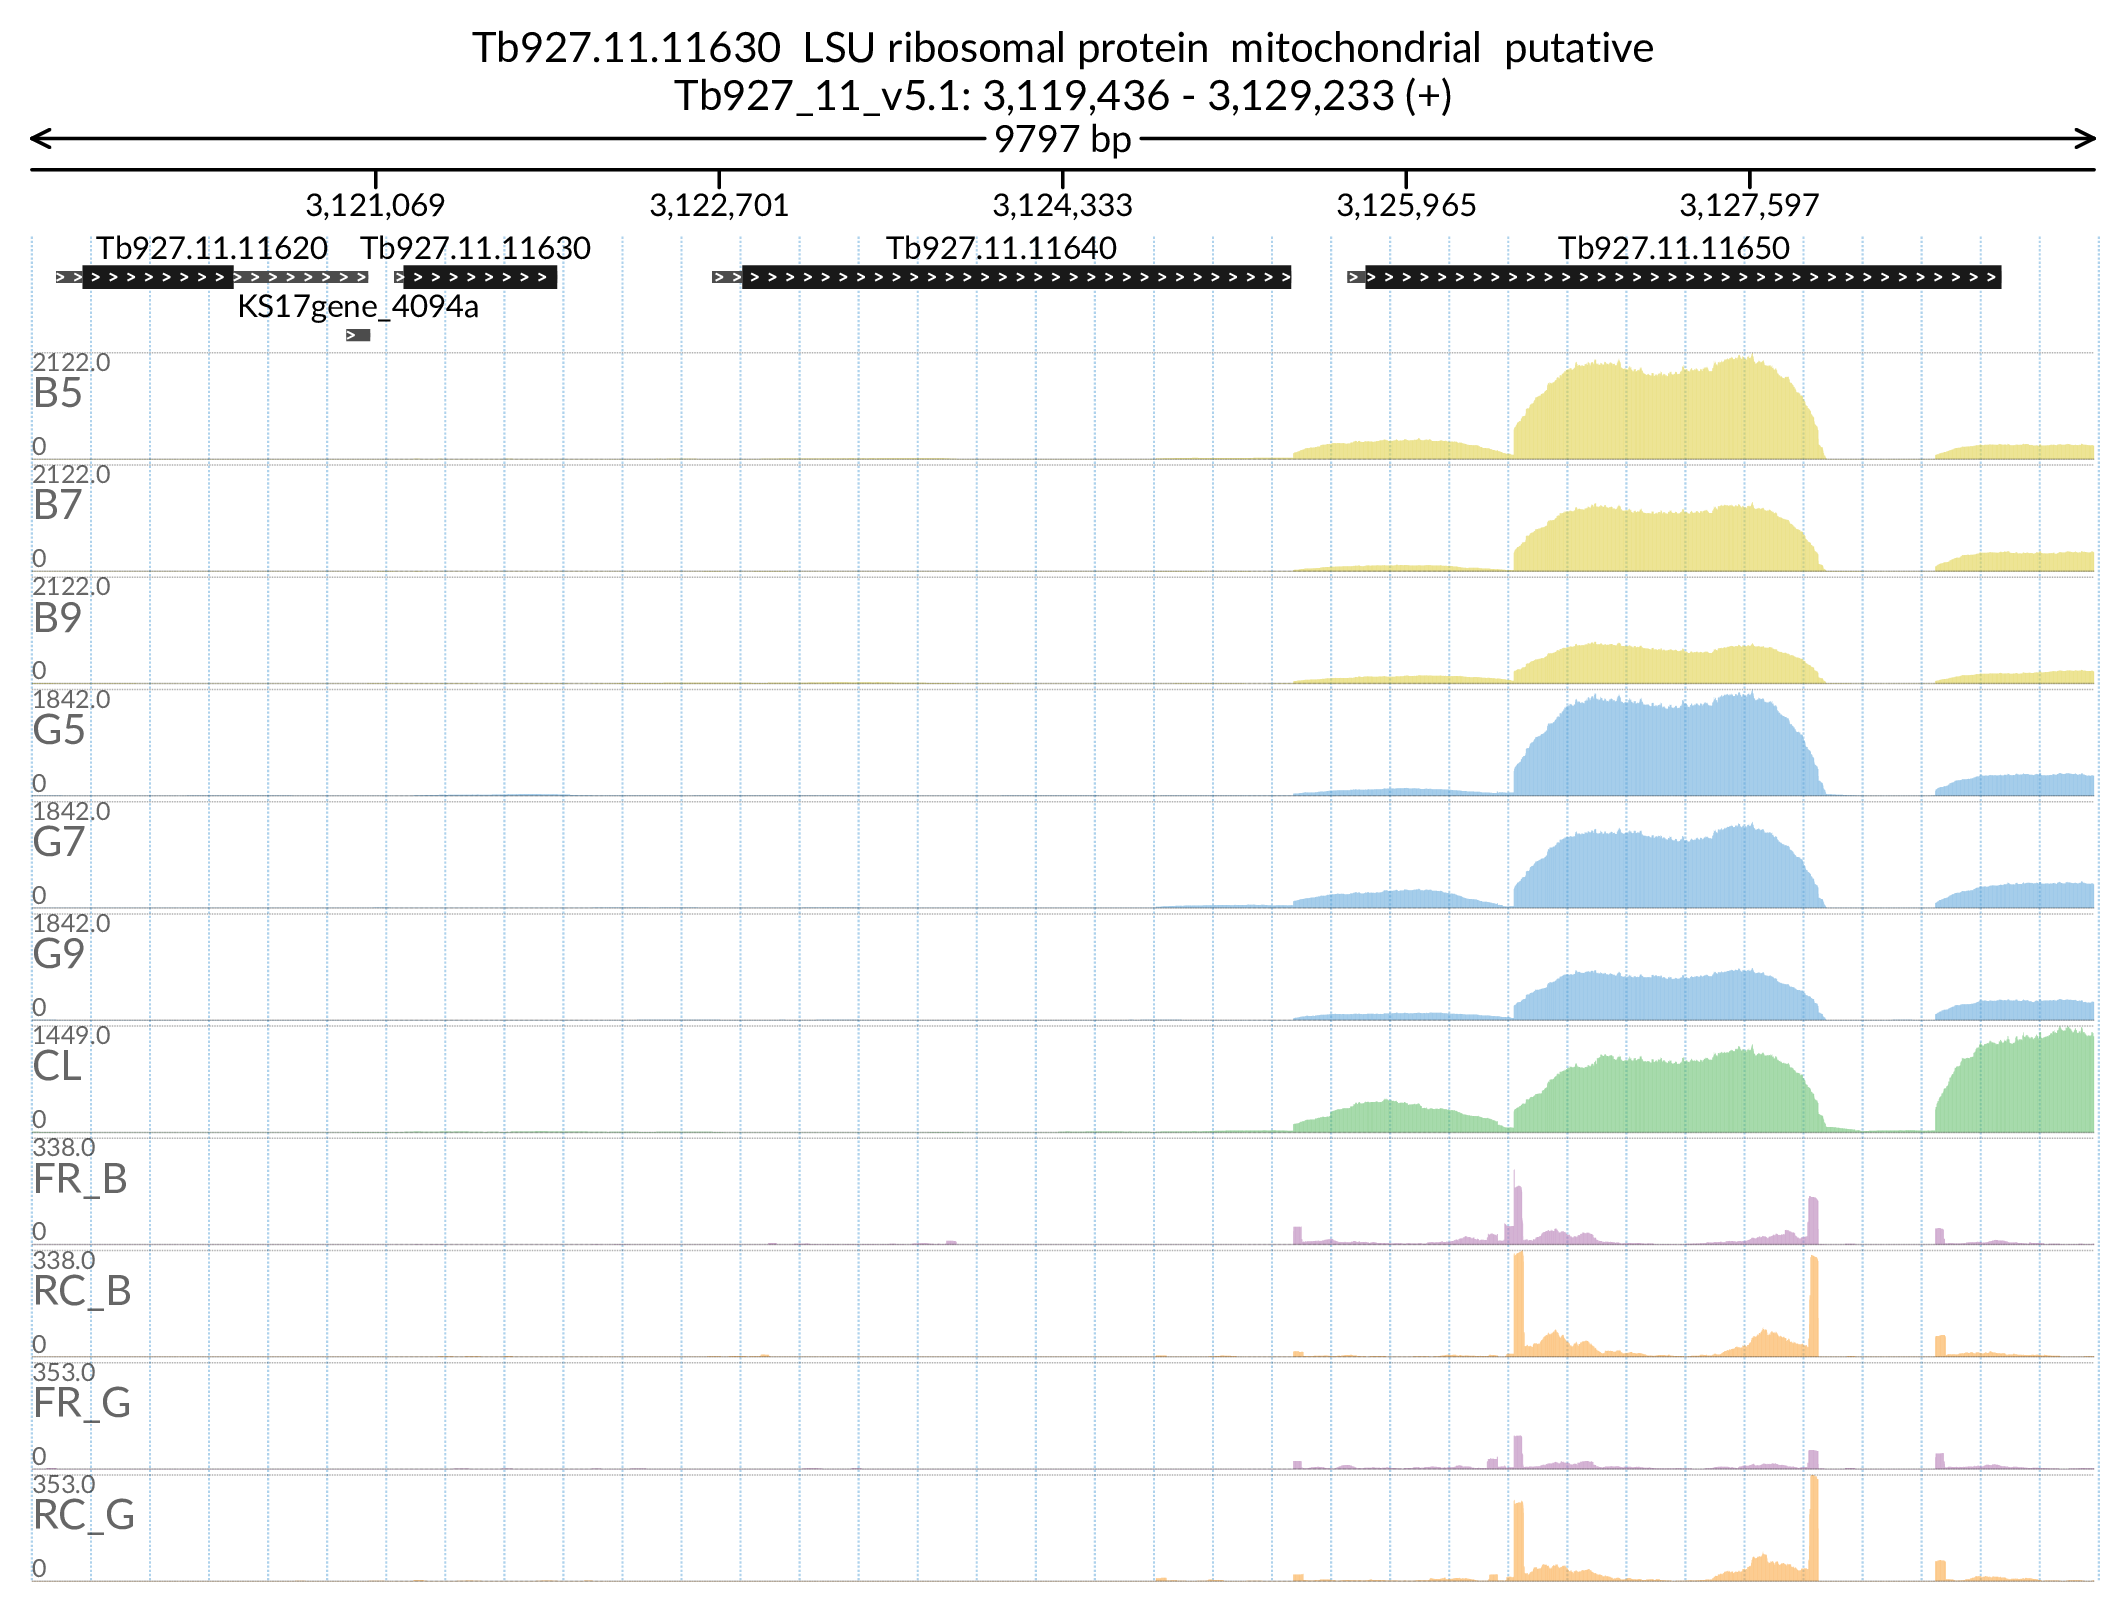 Tb927.11.11630 LSU ribosomal protein mitochondrial putative
Tb927_11_v5.1: 3,119,436 - 3,129,233 (+)
9797 bp
3,121,069 3,122,701 3,124,333 3,125,965 3,127,597
Tb927.11.11620 Tb927.11.11630 Tb927.11.11640 Tb927.11.11650
KS17gene_4094a
2122.0
B5
0
2122.0
B7
0
2122.0
B9
0
1842.0
G5
0
1842.0
G7
0
1842.0
G9
0
1449.0
CL
0
338.0
FR_B
0
338.0
RC_B
0
353.0
FR_G
0
353.0
RC_G
0